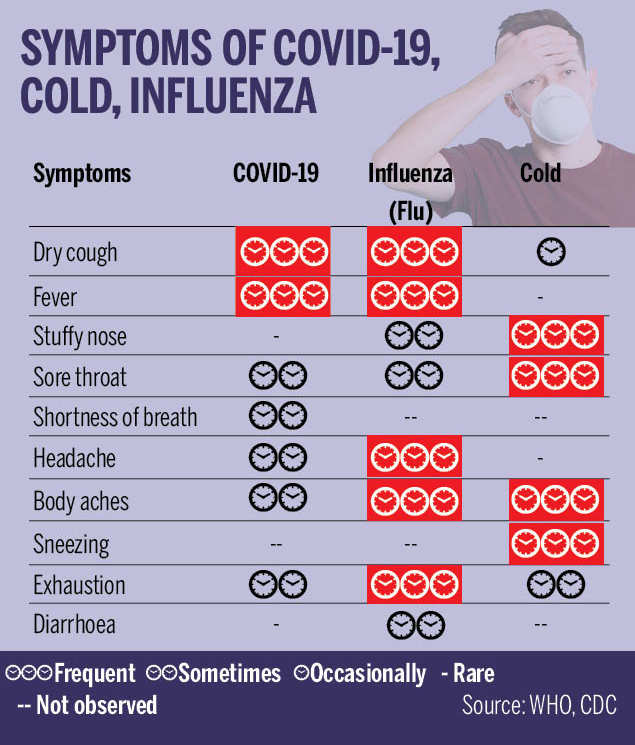 SYMPTOMS OF COVID-19,
COLD, INFLUENZA
Symptoms COVID-19 Influenza (Flu) Cold
Dry cough
Fever -
Stuffy nose -
Sore throat
Shortness of breath -- --
Headache -
Body aches
Sneezing -- --
Exhaustion
Diarrhoea - --
Frequent Sometimes Occasionally - Rare
-- Not observed Source: WHO, CDC